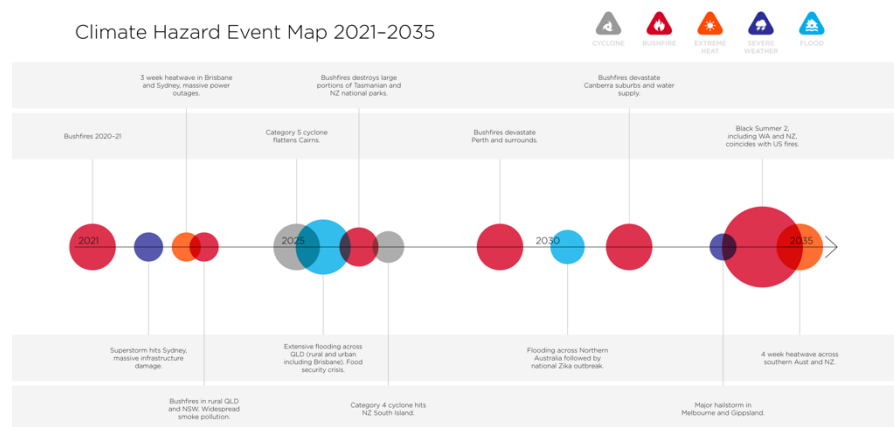 Climate Hazard Event Map 2021–2035
CYCLONE
BUSHFIRE
EXTREME
HEAT
SEVERE
WEATHER
FLOOD
3 week heatwave in Brisbane
and Sydney, massive power
outages.
Bushfires destroys large
portions of Tasmanian and
NZ national parks.
Bushfires devastate
Canberra suburbs and water
supply.
Bushfires 2020–21
Category 5 cyclone
flattens Cairns.
Bushfires devastate
Perth and surrounds.
Black Summer 2,
including WA and NZ,
coincides with US fires.
2021
2025
2030
2035
Superstorm hits Sydney,
massive infrastructure
damage.
Extensive flooding across
QLD (rural and urban
including Brisbane). Food
security crisis.
Flooding across Northern
Australia followed by
national Zika outbreak.
4 week heatwave across
southern Aust and NZ.
Bushfires in rural QLD
and NSW. Widespread
smoke pollution.
Category 4 cyclone hits
NZ South Island.
Major hailstorm in
Melbourne and Gippsland.